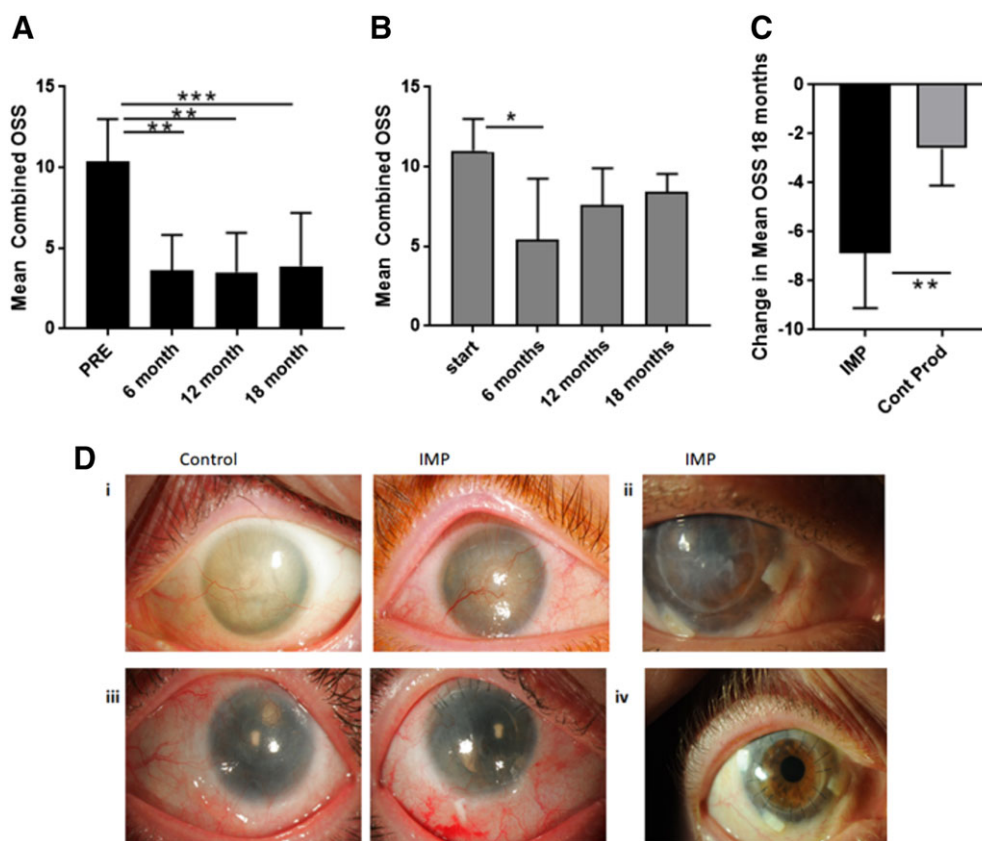 A
B
C
Mean Combined OSS
15
10
5
0
***
**
**
PRE
6 month
12 month
18 month
Mean Combined OSS
15
10
5
0
*
start
6 months
12 months
18 months
Change in Mean OSS 18 months
0
-2
-4
-6
-8
-10
**
IMP
Cont Prod
D
Control
IMP
IMP
i
ii
iii
iv